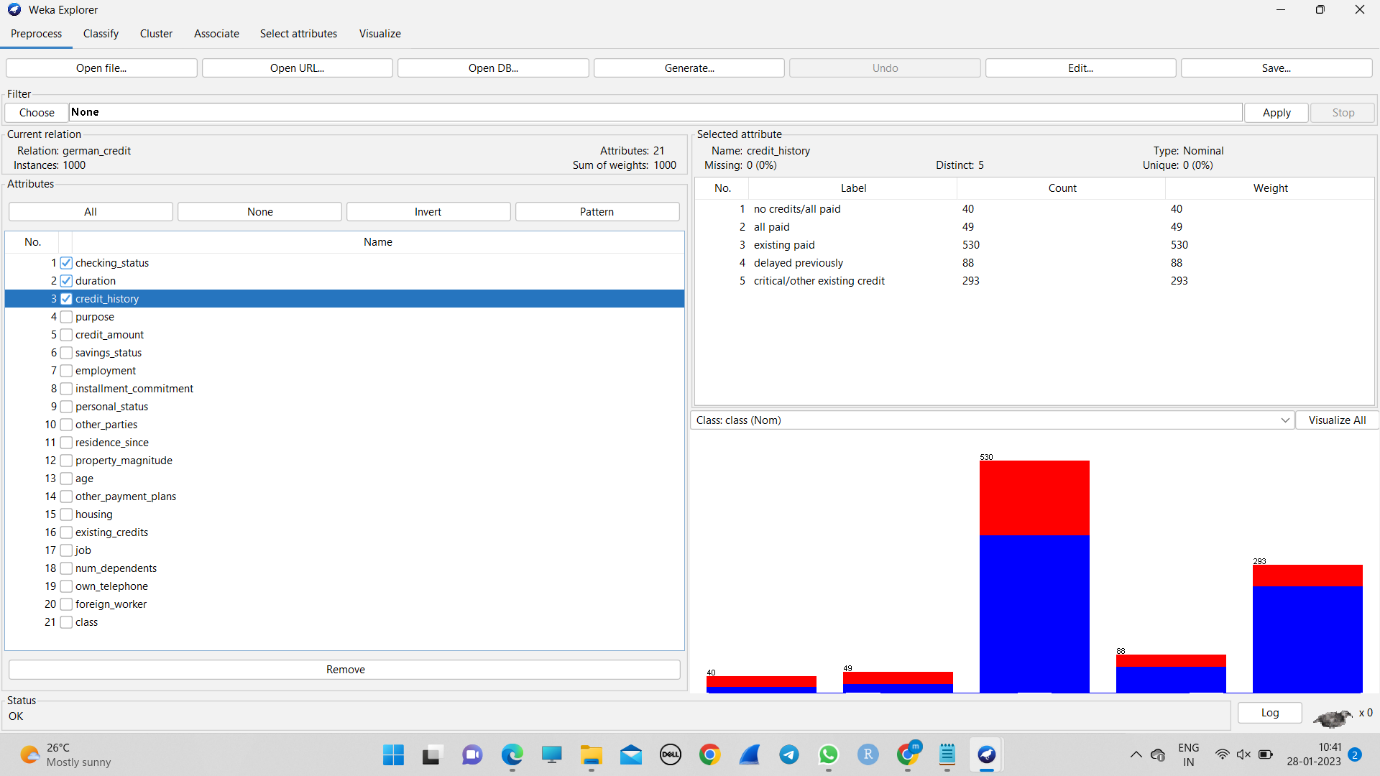 Weka Explorer
Preprocess Classify Cluster Associate Select attributes Visualize
Open file... Open URL... Open DB... Generate... Undo Edit... Save...
Filter
Choose None Apply Stop
Current relation
Relation: german_credit Attributes: 21
Instances: 1000 Sum of weights: 1000
Attributes
All None Invert Pattern
No. Name
1 checking_status
2 duration
3 credit_history
4 purpose
5 credit_amount
6 savings_status
7 employment
8 installment_commitment
9 personal_status
10 other_parties
11 residence_since
12 property_magnitude
13 age
14 other_payment_plans
15 housing
16 existing_credits
17 job
18 num_dependents
19 own_telephone
20 foreign_worker
21 class
Remove
Selected attribute
Name: credit_history Type: Nominal
Missing: 0 (0%) Distinct: 5 Unique: 0 (0%)
No. Label Count Weight
1 no credits/all paid 40 40
2 all paid 49 49
3 existing paid 530 530
4 delayed previously 88 88
5 critical/other existing credit 293 293
Class: class (Nom) Visualize All
40 49 530 88 293
Status
OK
Log x 0
26°C
Mostly sunny
DELL
R
m
ENG
IN
10:41
28-01-2023
2